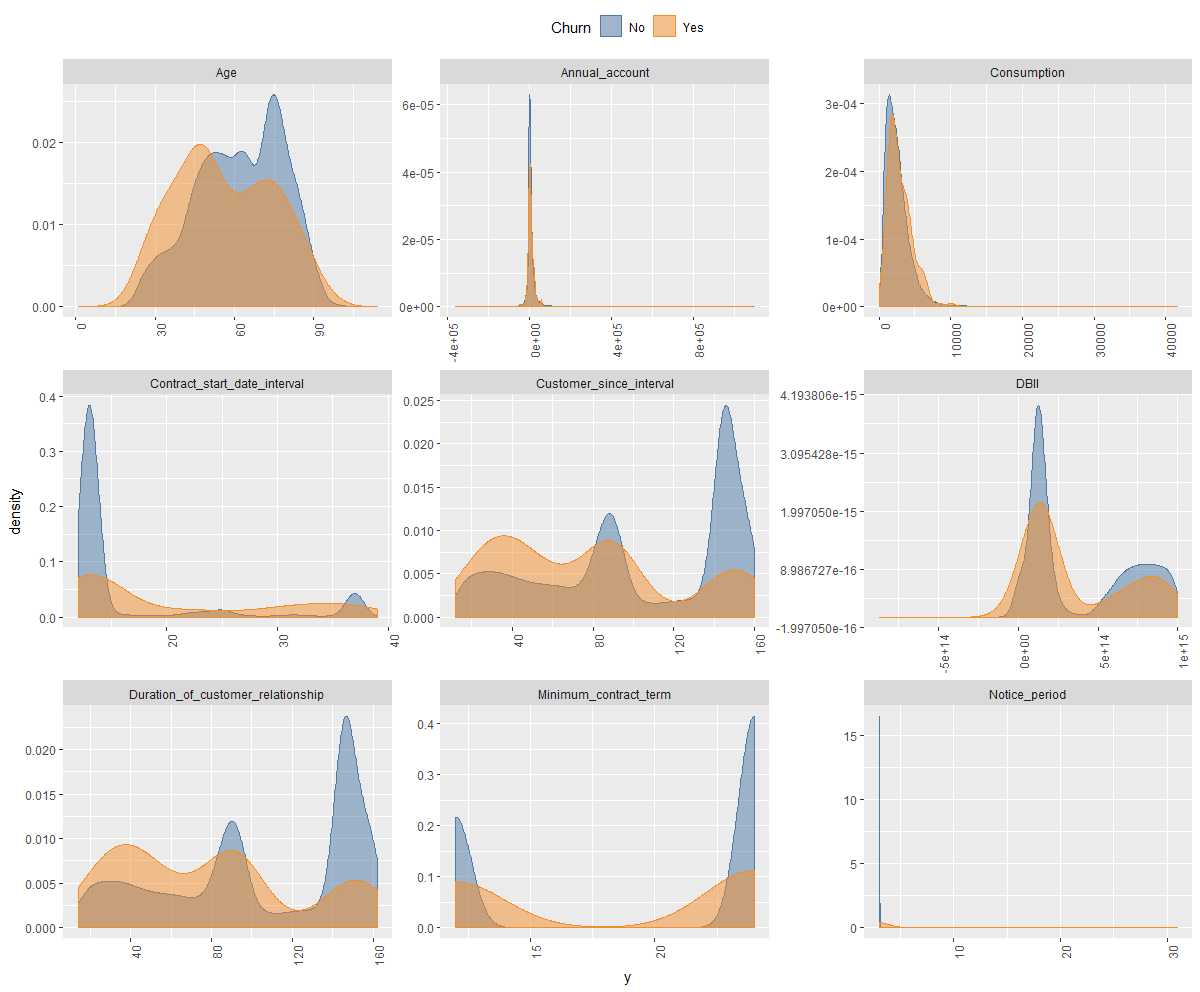 Churn No Yes
Age
0.02
0.01
0.00
0
30
60
90
Annual_account
6e-05
4e-05
2e-05
0e+00
-4e+05
0e+00
4e+05
8e+05
Consumption
3e-04
2e-04
1e-04
0e+00
0
10000
20000
30000
40000
density
Contract_start_date_interval
0.4
0.3
0.2
0.1
0.0
20
30
40
Customer_since_interval
0.025
0.020
0.015
0.010
0.005
0.000
40
80
120
160
DBII
4.193806e-15
3.095428e-15
1.997050e-15
8.986727e-16
-1.997050e-16
-5e+14
0e+00
5e+14
1e+15
Duration_of_customer_relationship
0.020
0.015
0.010
0.005
0.000
40
80
120
160
Minimum_contract_term
0.4
0.3
0.2
0.1
0.0
15
20
Notice_period
15
10
5
0
10
20
30
y